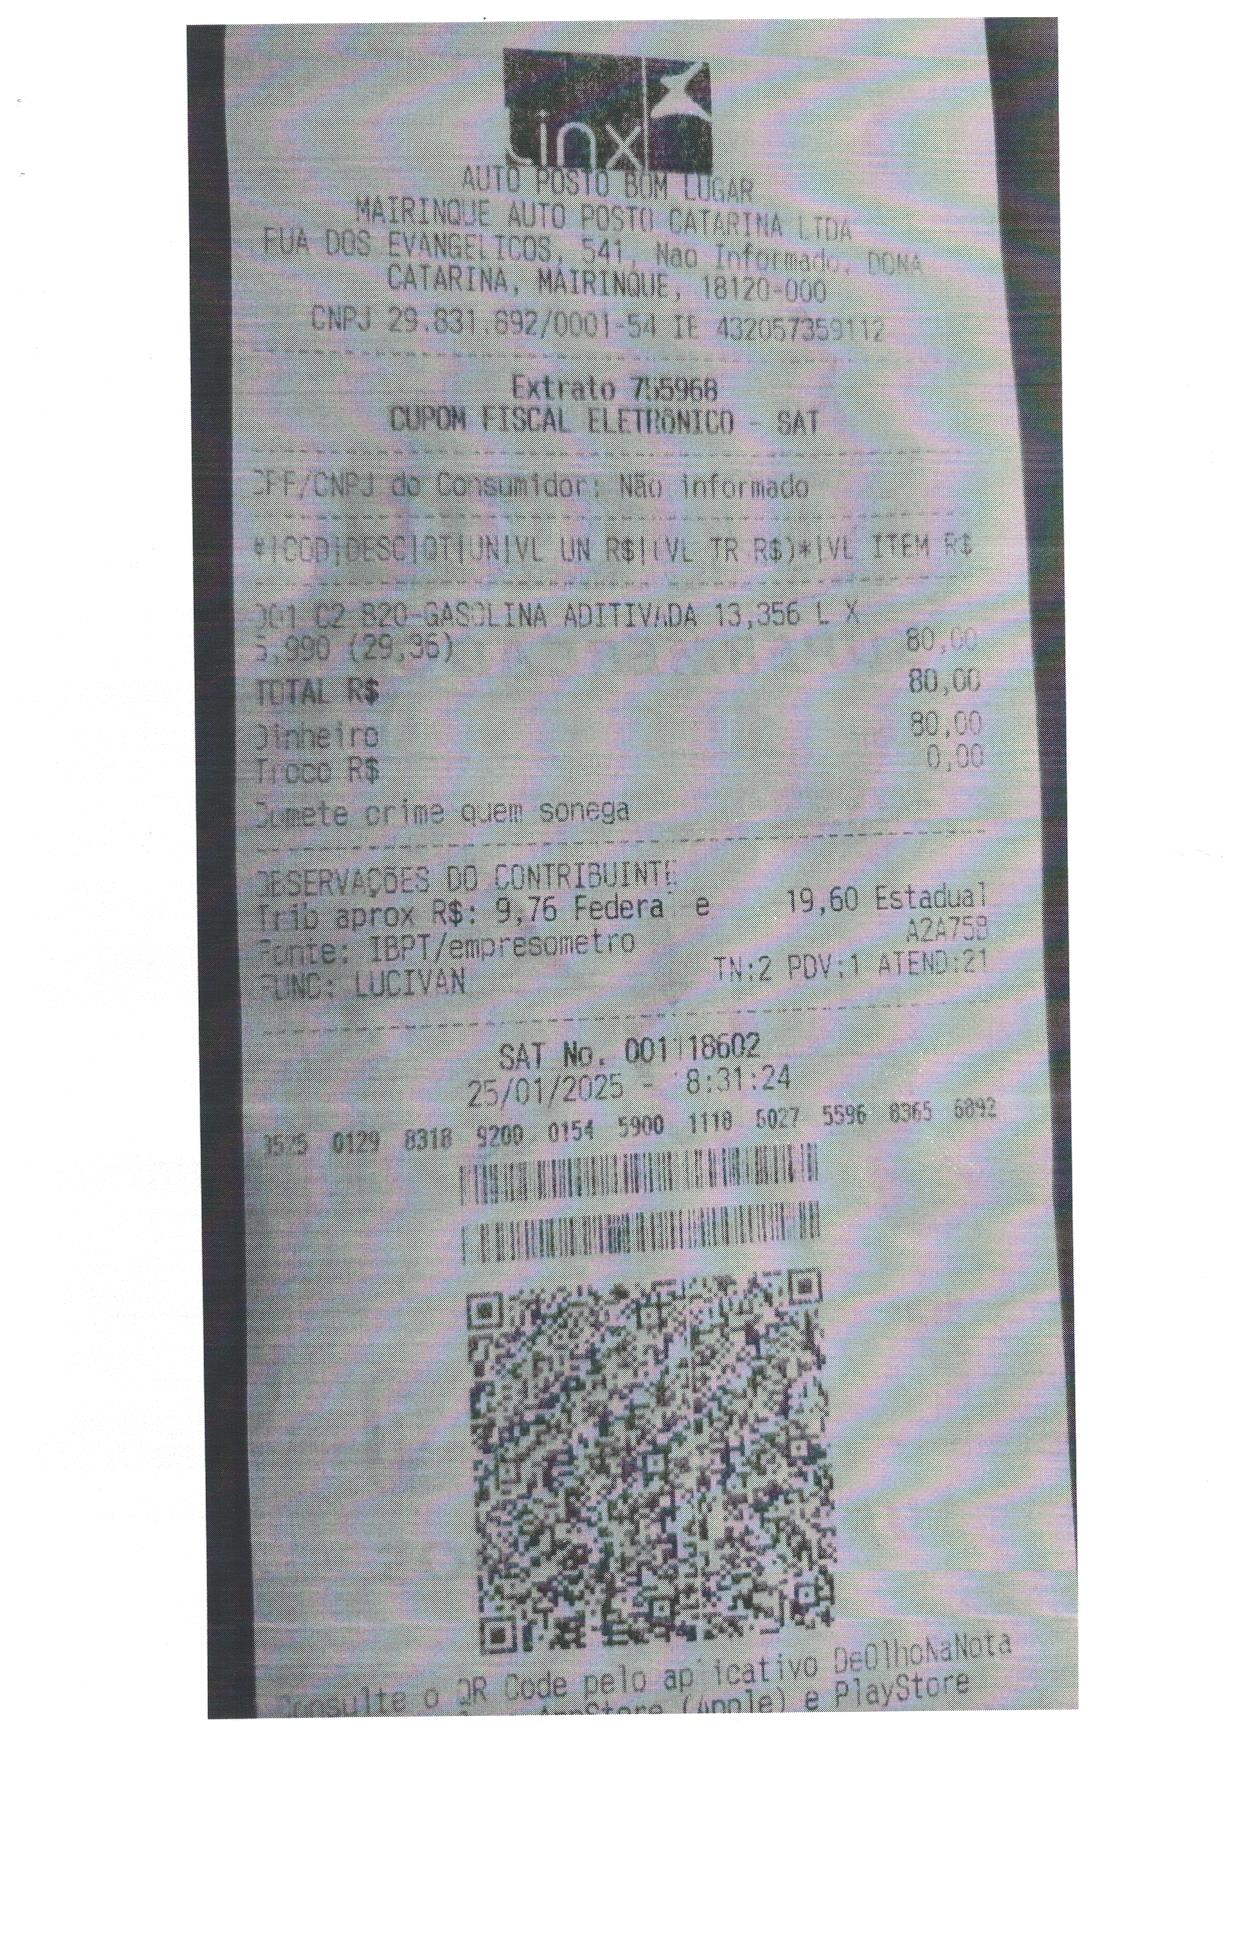 Linx
AUTO POSTO BOM LUGAR
MAIRINQUE AUTO POSTO CATARINA LTDA
RUA DOS EVANGELICOS, 541, Nao Informado, DONA
CATARINA, MAIRINQUE, 18120-000
CNPJ 29.831.892/0001-54 IE 432057359112
Extrato 755968
CUPOM FISCAL ELETRÔNICO - SAT
CPF/CNPJ do Consumidor: Não informado
#|COD|DESC|QT|UN|VL UN R$|(VL TR R$)*|VL ITEM R$
001 C2 B20-GASOLINA ADITIVADA 13,356 L X
5,990 (29,36) 80,00
TOTAL R$ 80,00
Dinheiro 80,00
Troco R$ 0,00
Comete crime quem sonega
OBSERVAÇÕES DO CONTRIBUINTE
Trib aprox R$: 9,76 Federal e 19,60 Estadual
Fonte: IBPT/empresometro A2A75B
FUNC: LUCIVAN TN:2 PDV:1 ATEND:21
SAT No. 001118602
25/01/2025 - 8:31:24
0129 8318 9200 0154 5900 1118 6027 5596 8365 6892
Consulte o QR Code pelo aplicativo DeOlhoNaNota
AppStore (Apple) e PlayStore